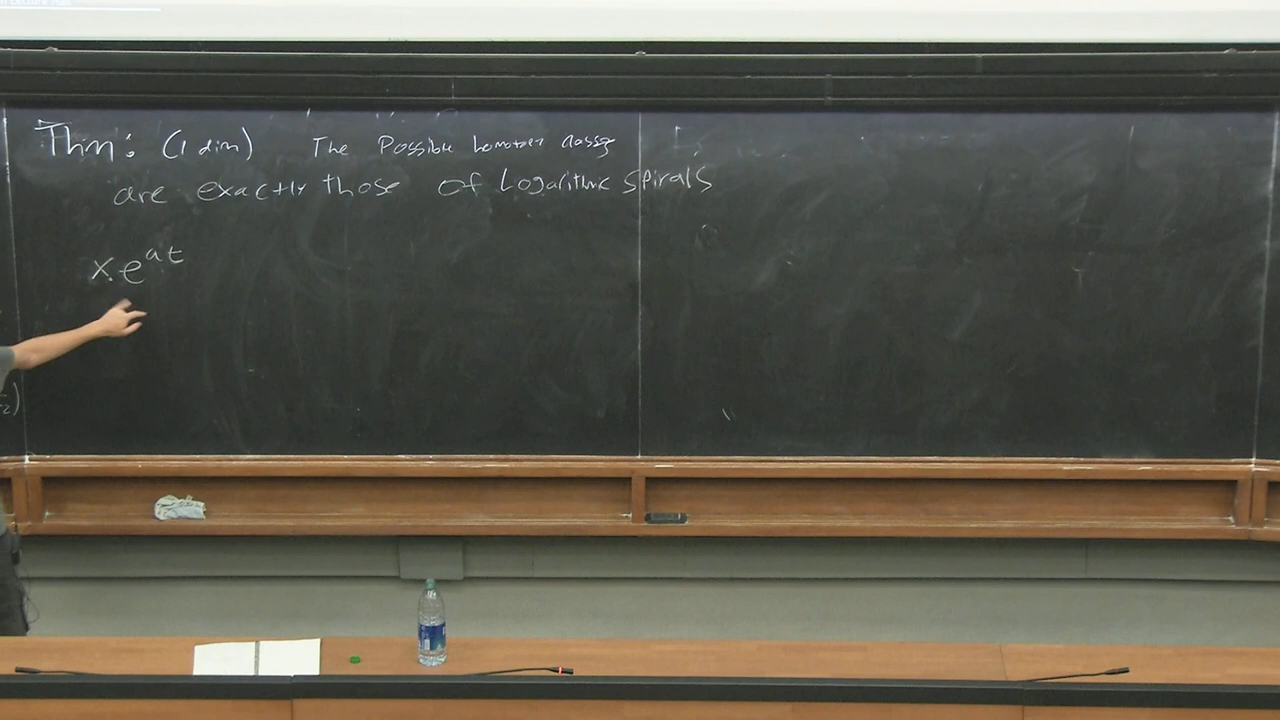 Thm: (1 dim) The Possible homotopy classes
are exactly those of Logarithmic spirals
x·e^{at}